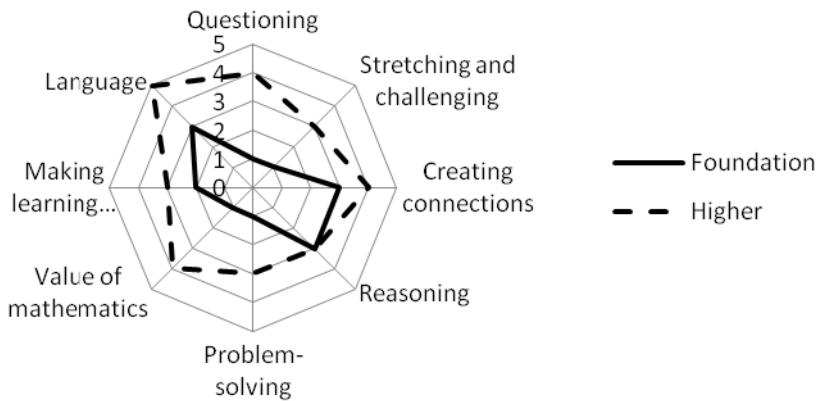 Questioning
5
4
3
2
1
0
Stretching and
challenging
Creating
connections
Reasoning
Problem-
solving
Value of
mathematics
Making
learning...
Language
Foundation
Higher